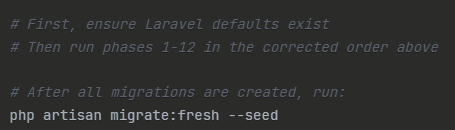 # First, ensure Laravel defaults exist
# Then run phases 1-12 in the corrected order above
# After all migrations are created, run:
php artisan migrate:fresh --seed